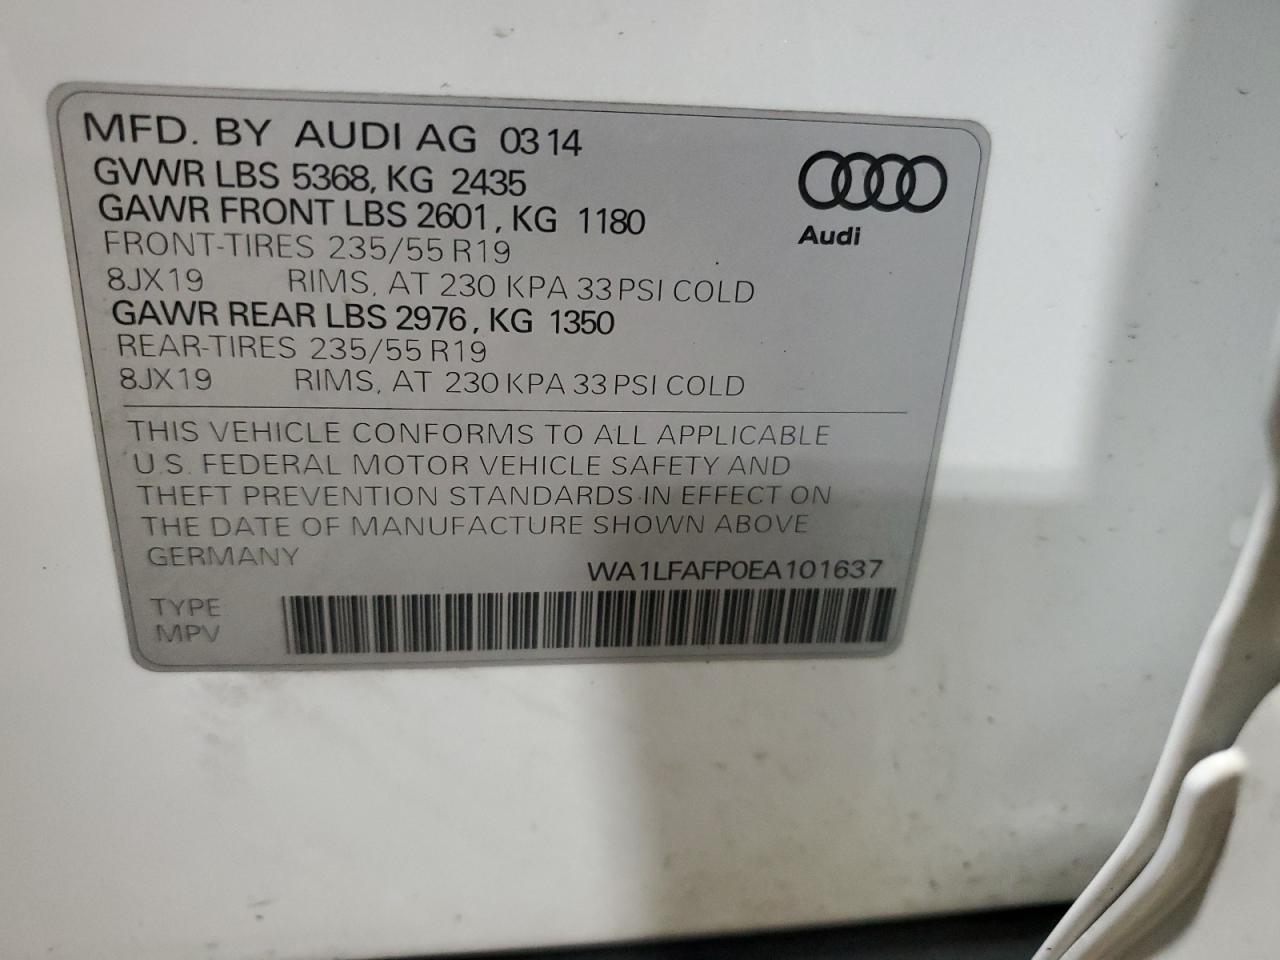 MFD. BY AUDI AG 0314
GVWR LBS 5368, KG 2435
GAWR FRONT LBS 2601, KG 1180
FRONT-TIRES 235/55 R19
8JX19 RIMS, AT 230 KPA 33 PSI COLD
GAWR REAR LBS 2976, KG 1350
REAR-TIRES 235/55 R19
8JX19 RIMS, AT 230 KPA 33 PSI COLD
Audi
THIS VEHICLE CONFORMS TO ALL APPLICABLE
U.S. FEDERAL MOTOR VEHICLE SAFETY AND
THEFT PREVENTION STANDARDS IN EFFECT ON
THE DATE OF MANUFACTURE SHOWN ABOVE
GERMANY
WA1LFAFP0EA101637
TYPE
MPV